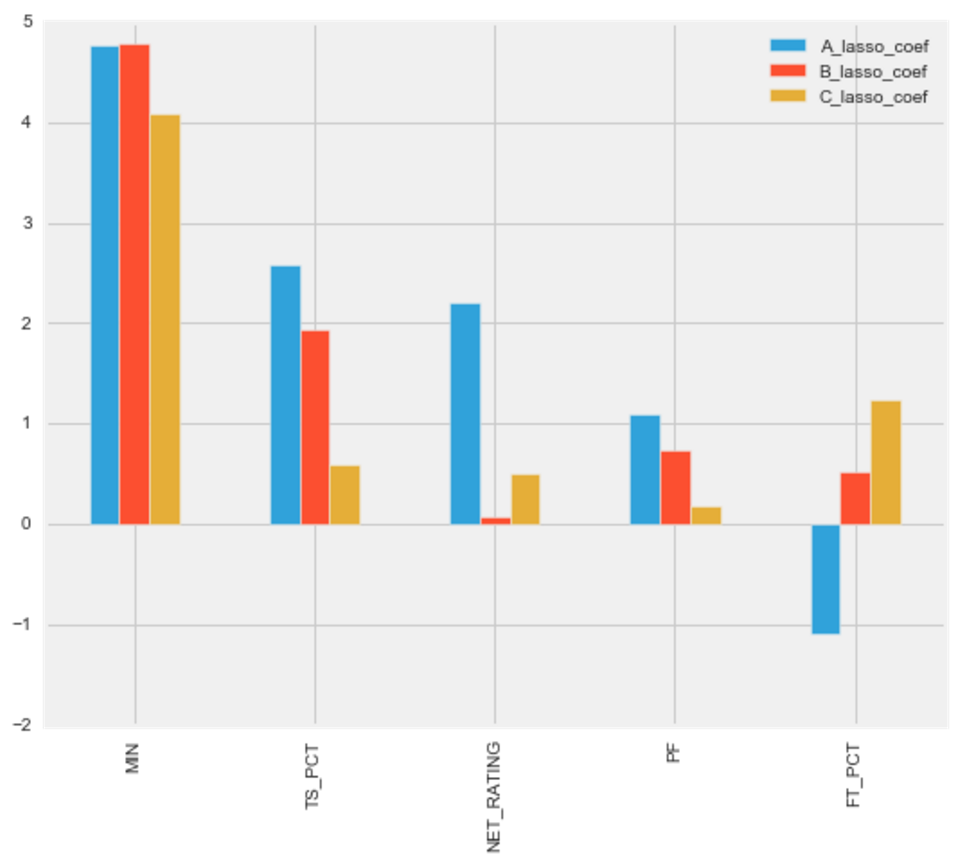 5
4
3
2
1
0
−1
−2
A_lasso_coef
B_lasso_coef
C_lasso_coef
MIN
TS_PCT
NET_RATING
PF
FT_PCT